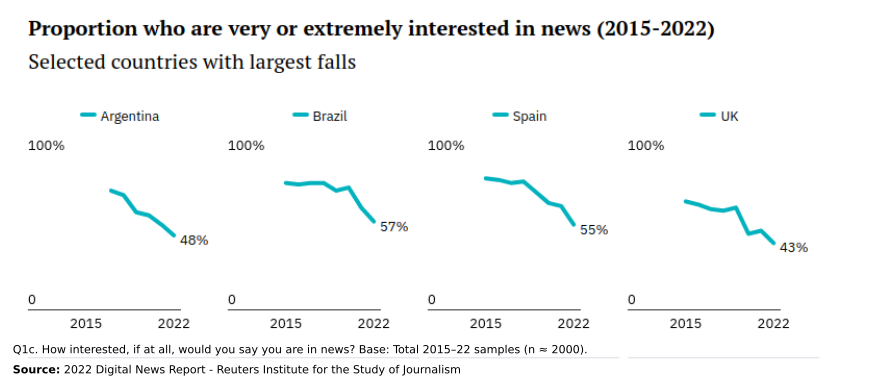 Proportion who are very or extremely interested in news (2015-2022)
Selected countries with largest falls
Argentina
Brazil
Spain
UK
100%
100%
100%
100%
48%
57%
55%
43%
0
0
0
0
2015 2022
2015 2022
2015 2022
2015 2022
Q1c. How interested, if at all, would you say you are in news? Base: Total 2015–22 samples (n ≈ 2000).
Source: 2022 Digital News Report - Reuters Institute for the Study of Journalism